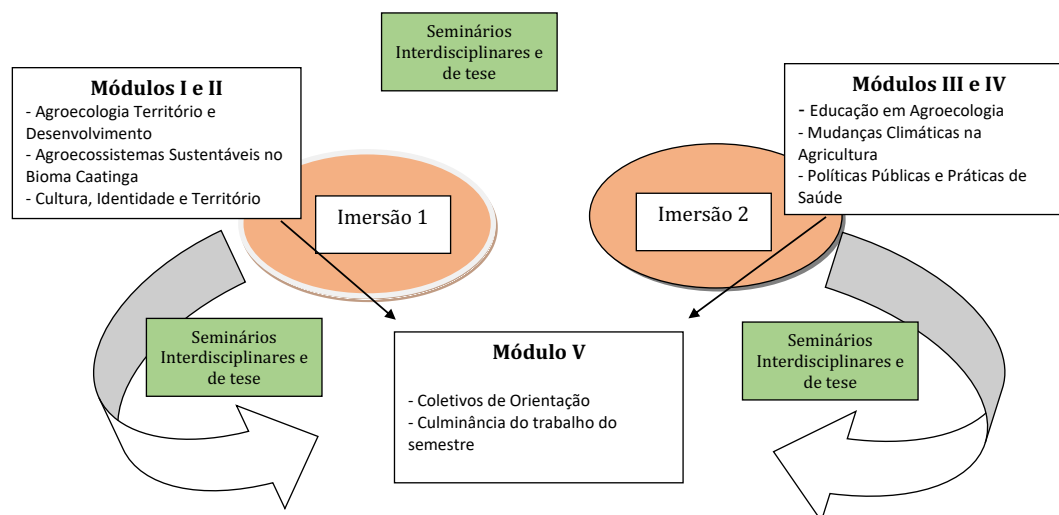 Seminários
Interdisciplinares e
de tese
Módulos I e II
- Agroecologia Território e
Desenvolvimento
- Agroecossistemas Sustentáveis no
Bioma Caatinga
- Cultura, Identidade e Território
Módulos III e IV
- Educação em Agroecologia
- Mudanças Climáticas na
Agricultura
- Políticas Públicas e Práticas de
Saúde
Imersão 1
Imersão 2
Seminários
Interdisciplinares e
de tese
Módulo V
- Coletivos de Orientação
- Culminância do trabalho do
semestre
Seminários
Interdisciplinares e
de tese